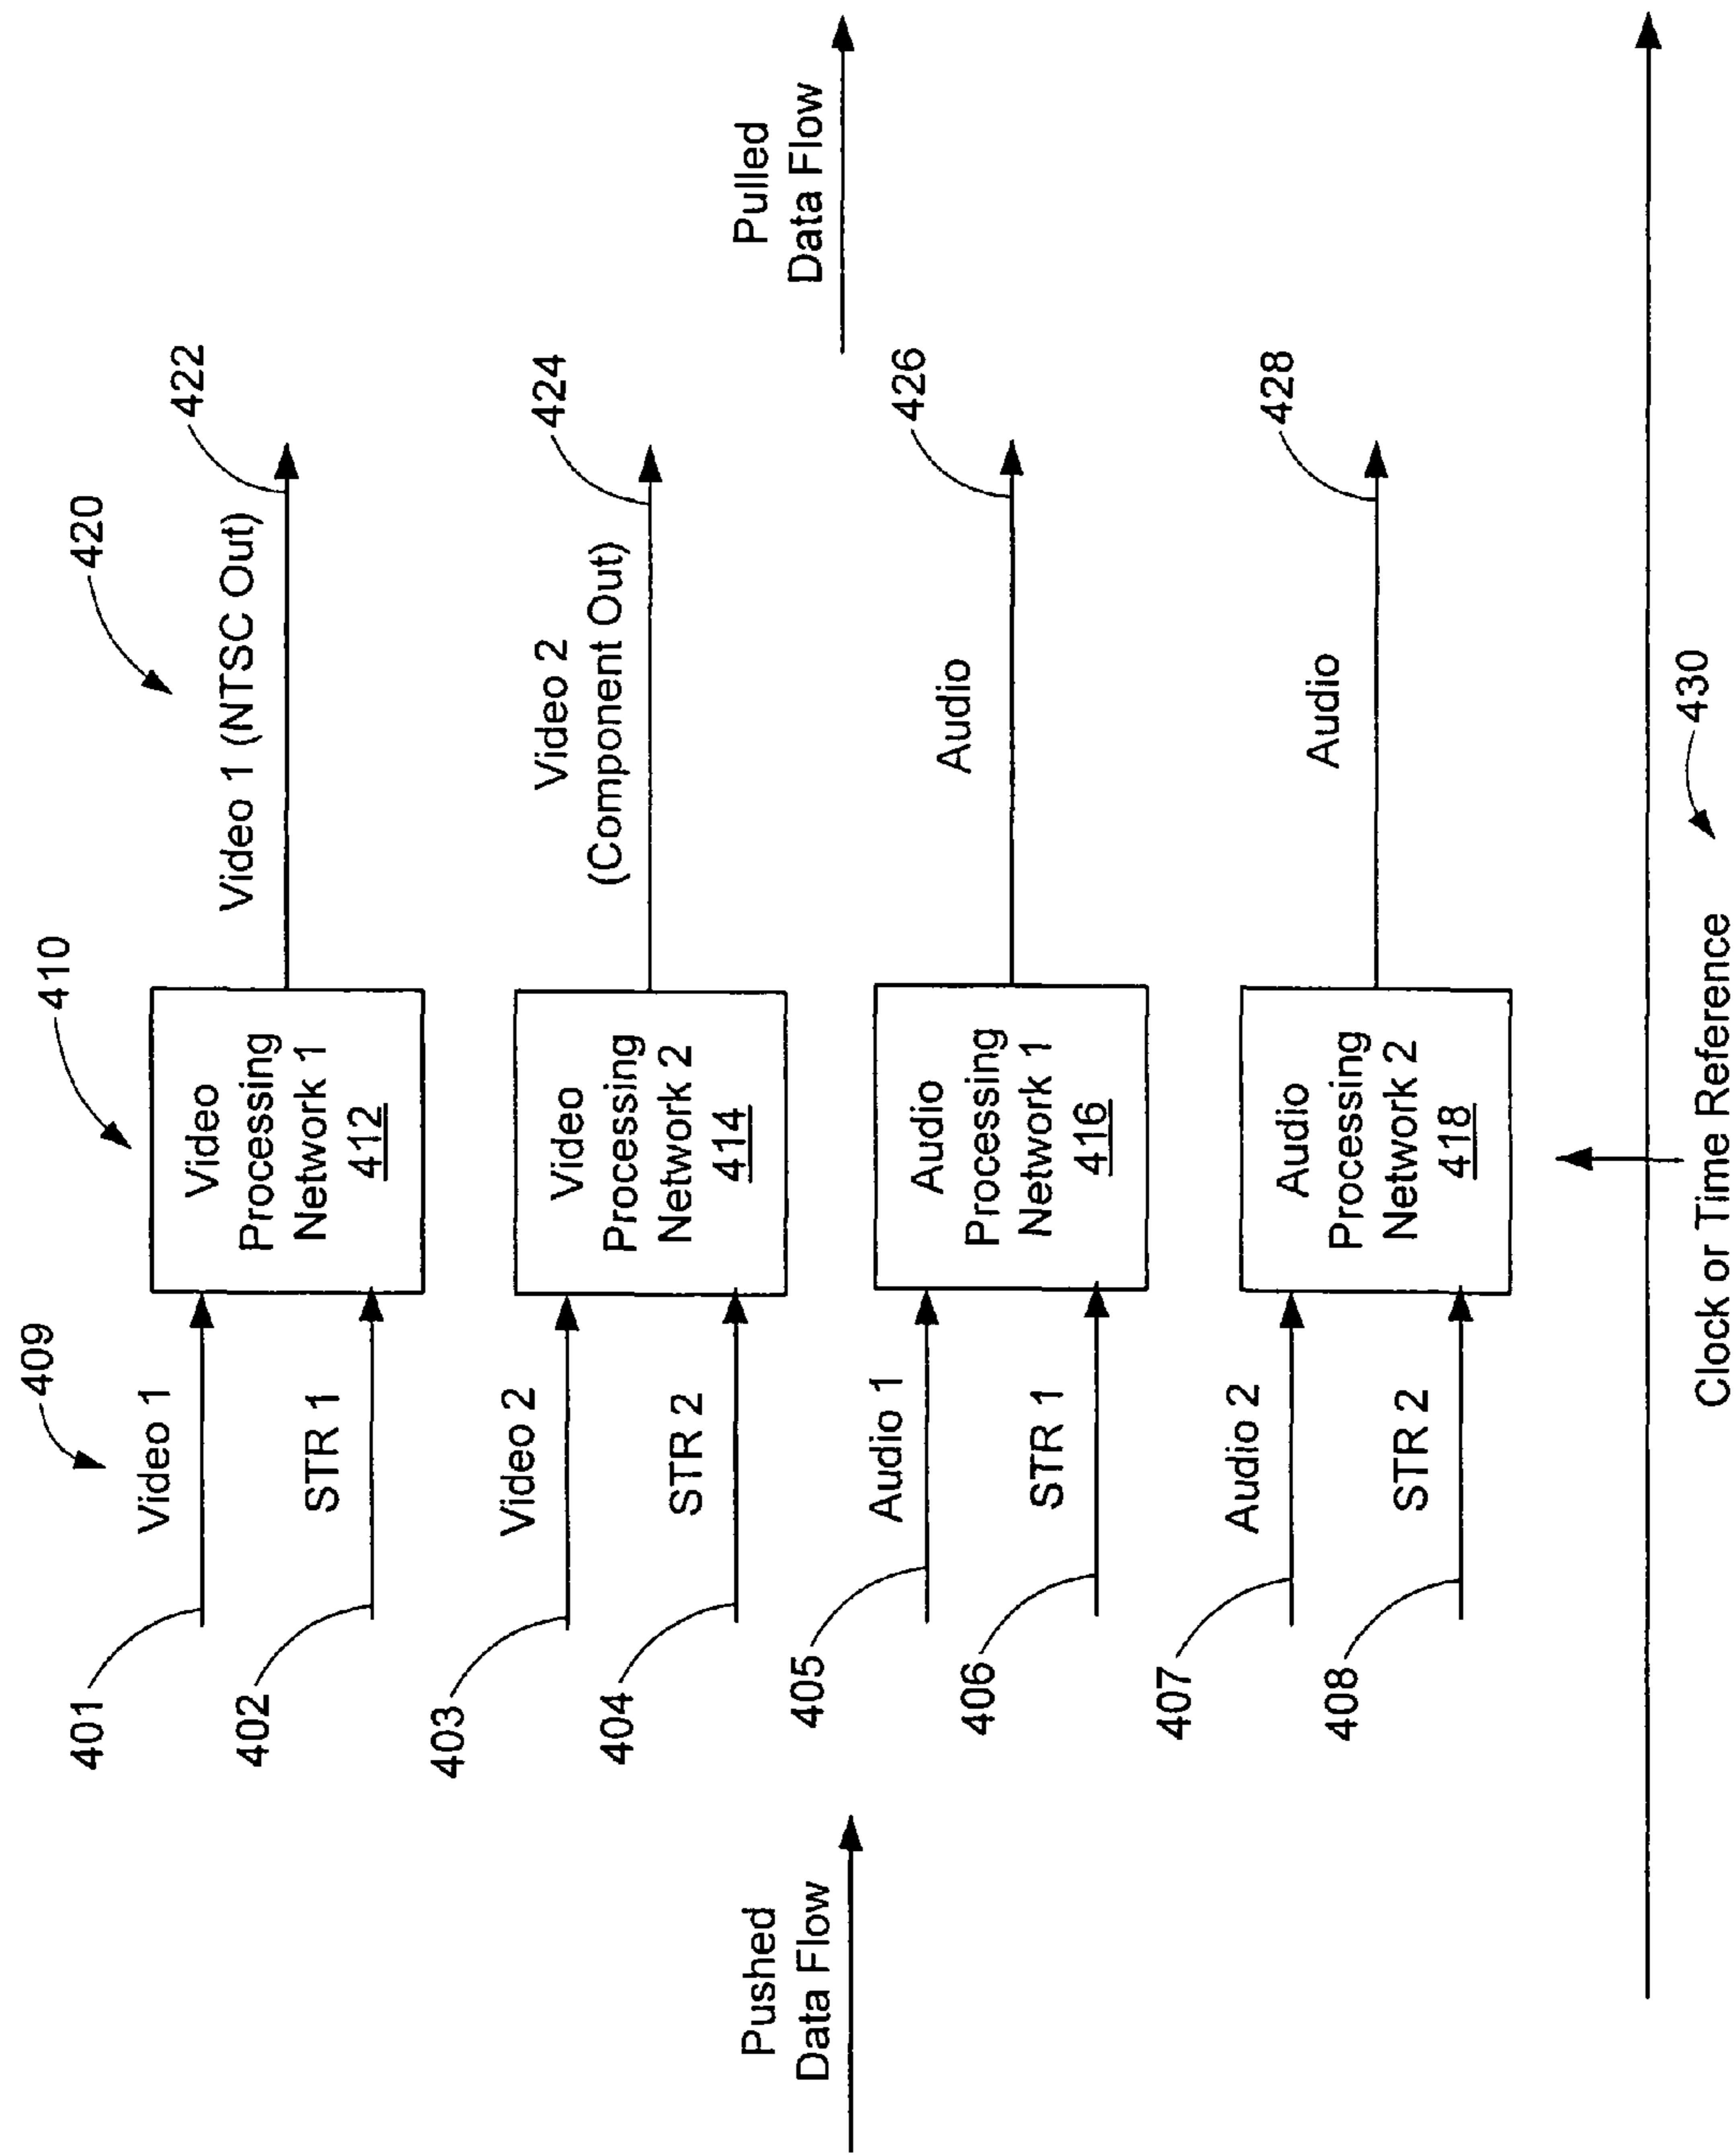 409
410
420
401
Video 1
402
STR 1
Video
Processing
Network 1
412
Video 1 (NTSC Out)
422
403
Video 2
404
STR 2
Video
Processing
Network 2
414
Video 2
(Component Out)
424
Pushed
Data Flow
Pulled
Data Flow
405
Audio 1
406
STR 1
Audio
Processing
Network 1
416
Audio
426
407
Audio 2
408
STR 2
Audio
Processing
Network 2
418
Audio
428
Clock or Time Reference
430